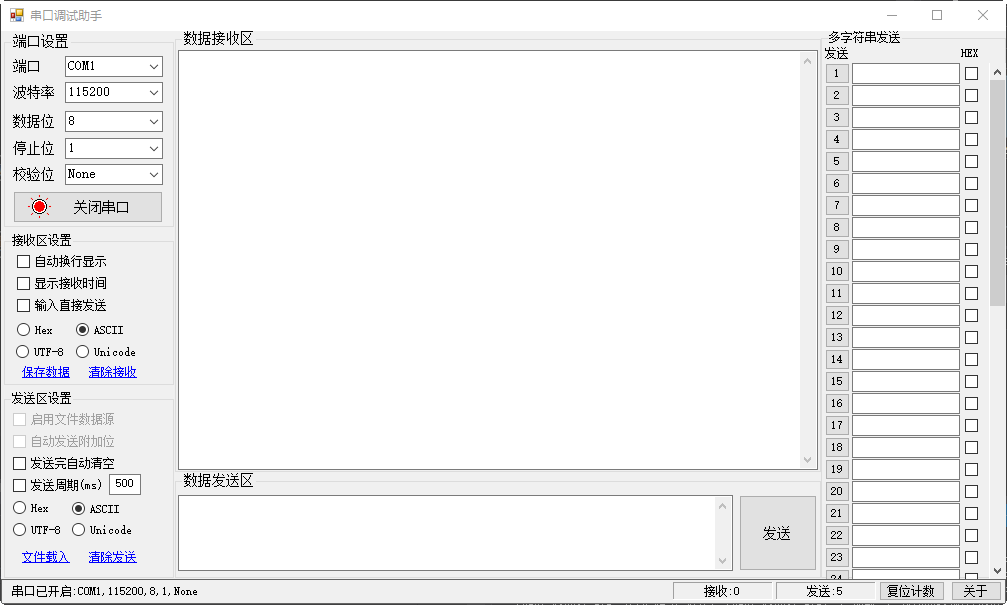 串口调试助手
端口设置
端口 COM1
波特率 115200
数据位 8
停止位 1
校验位 None
关闭串口
接收区设置
自动换行显示
显示接收时间
输入直接发送
Hex ASCII
UTF-8 Unicode
保存数据 清除接收
发送区设置
启用文件数据源
自动发送附加位
发送完自动清空
发送周期(ms) 500
Hex ASCII
UTF-8 Unicode
文件载入 清除发送
数据接收区
数据发送区
发送
多字符串发送
发送 HEX
1
2
3
4
5
6
7
8
9
10
11
12
13
14
15
16
17
18
19
20
21
22
23
24
串口已开启:COM1,115200,8,1,None
接收:0
发送:5
复位计数
关于